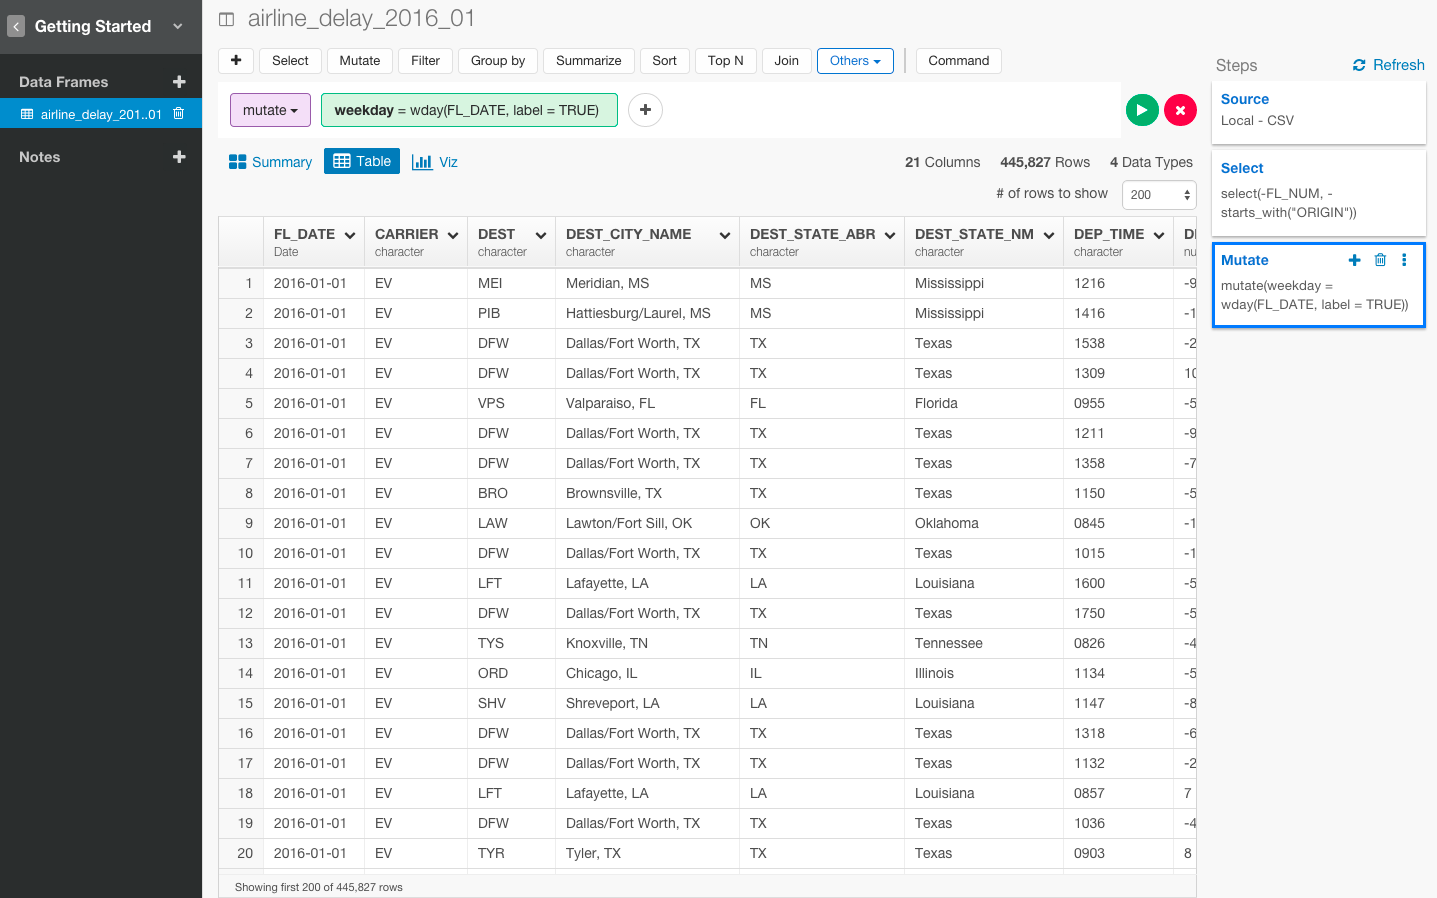 Getting Started
Data Frames
airline_delay_201..01
Notes
airline_delay_2016_01
Select Mutate Filter Group by Summarize Sort Top N Join Others Command
mutate weekday = wday(FL_DATE, label = TRUE)
Summary Table Viz 21 Columns 445,827 Rows 4 Data Types
# of rows to show 200
FL_DATE CARRIER DEST DEST_CITY_NAME DEST_STATE_ABR DEST_STATE_NM DEP_TIME
Date character character character character character character nu
1 2016-01-01 EV MEI Meridian, MS MS Mississippi 1216 -9
2 2016-01-01 EV PIB Hattiesburg/Laurel, MS MS Mississippi 1416 -1
3 2016-01-01 EV DFW Dallas/Fort Worth, TX TX Texas 1538 -2
4 2016-01-01 EV DFW Dallas/Fort Worth, TX TX Texas 1309 10
5 2016-01-01 EV VPS Valparaiso, FL FL Florida 0955 -5
6 2016-01-01 EV DFW Dallas/Fort Worth, TX TX Texas 1211 -9
7 2016-01-01 EV DFW Dallas/Fort Worth, TX TX Texas 1358 -7
8 2016-01-01 EV BRO Brownsville, TX TX Texas 1150 -5
9 2016-01-01 EV LAW Lawton/Fort Sill, OK OK Oklahoma 0845 -1
10 2016-01-01 EV DFW Dallas/Fort Worth, TX TX Texas 1015 -1
11 2016-01-01 EV LFT Lafayette, LA LA Louisiana 1600 -5
12 2016-01-01 EV DFW Dallas/Fort Worth, TX TX Texas 1750 -5
13 2016-01-01 EV TYS Knoxville, TN TN Tennessee 0826 -4
14 2016-01-01 EV ORD Chicago, IL IL Illinois 1134 -5
15 2016-01-01 EV SHV Shreveport, LA LA Louisiana 1147 -8
16 2016-01-01 EV DFW Dallas/Fort Worth, TX TX Texas 1318 -6
17 2016-01-01 EV DFW Dallas/Fort Worth, TX TX Texas 1132 -2
18 2016-01-01 EV LFT Lafayette, LA LA Louisiana 0857 7
19 2016-01-01 EV DFW Dallas/Fort Worth, TX TX Texas 1036 -4
20 2016-01-01 EV TYR Tyler, TX TX Texas 0903 8
Showing first 200 of 445,827 rows
Steps Refresh
Source
Local - CSV
Select
select(-FL_NUM, -
starts_with("ORIGIN"))
Mutate
mutate(weekday =
wday(FL_DATE, label = TRUE))